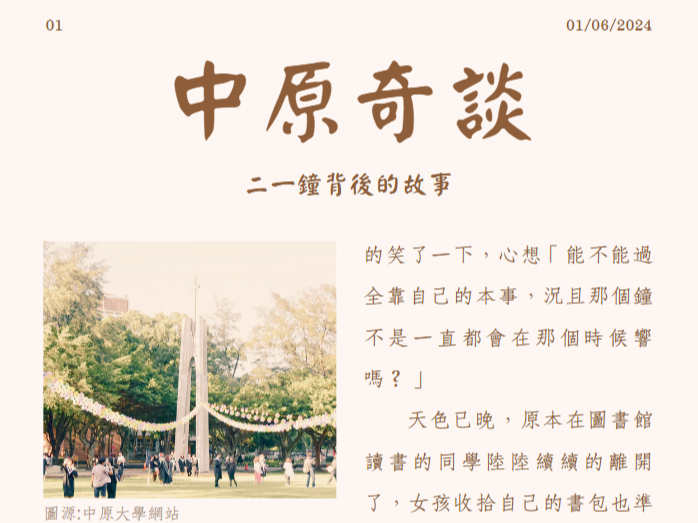 01
01/06/2024
中原奇談
二一鐘背後的故事
圖源:中原大學網站
的笑了一下，心想「能不能過
全靠自己的本事，況且那個鐘
不是一直都會在那個時候響
嗎？」
天色已晚，原本在圖書館
讀書的同學陸陸續續的離開
了，女孩收拾自己的書包也準